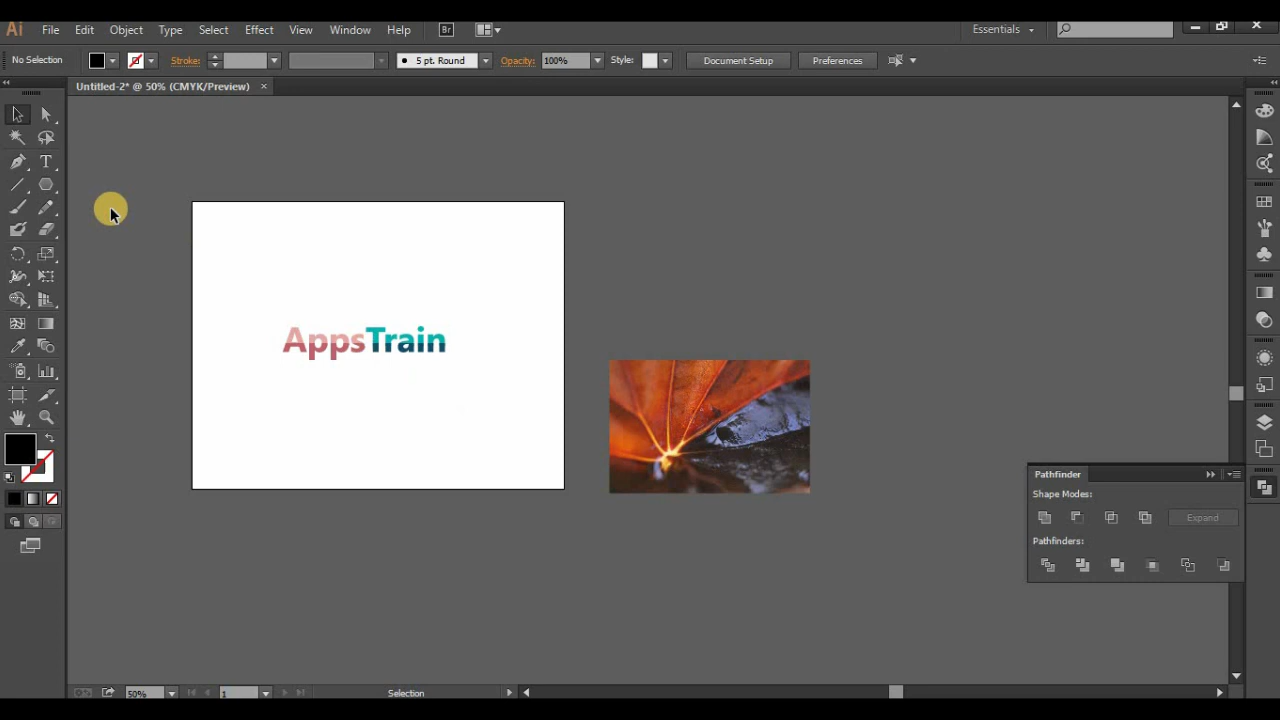 Ai File Edit Object Type Select Effect View Window Help Br Essentials
No Selection Stroke: 5 pt. Round Opacity: 100% Style: Document Setup Preferences
Untitled-2* @ 50% (CMYK/Preview) ×
T
AppsTrain
Pathfinder
Shape Modes:
Expand
Pathfinders:
50% 1 Selection